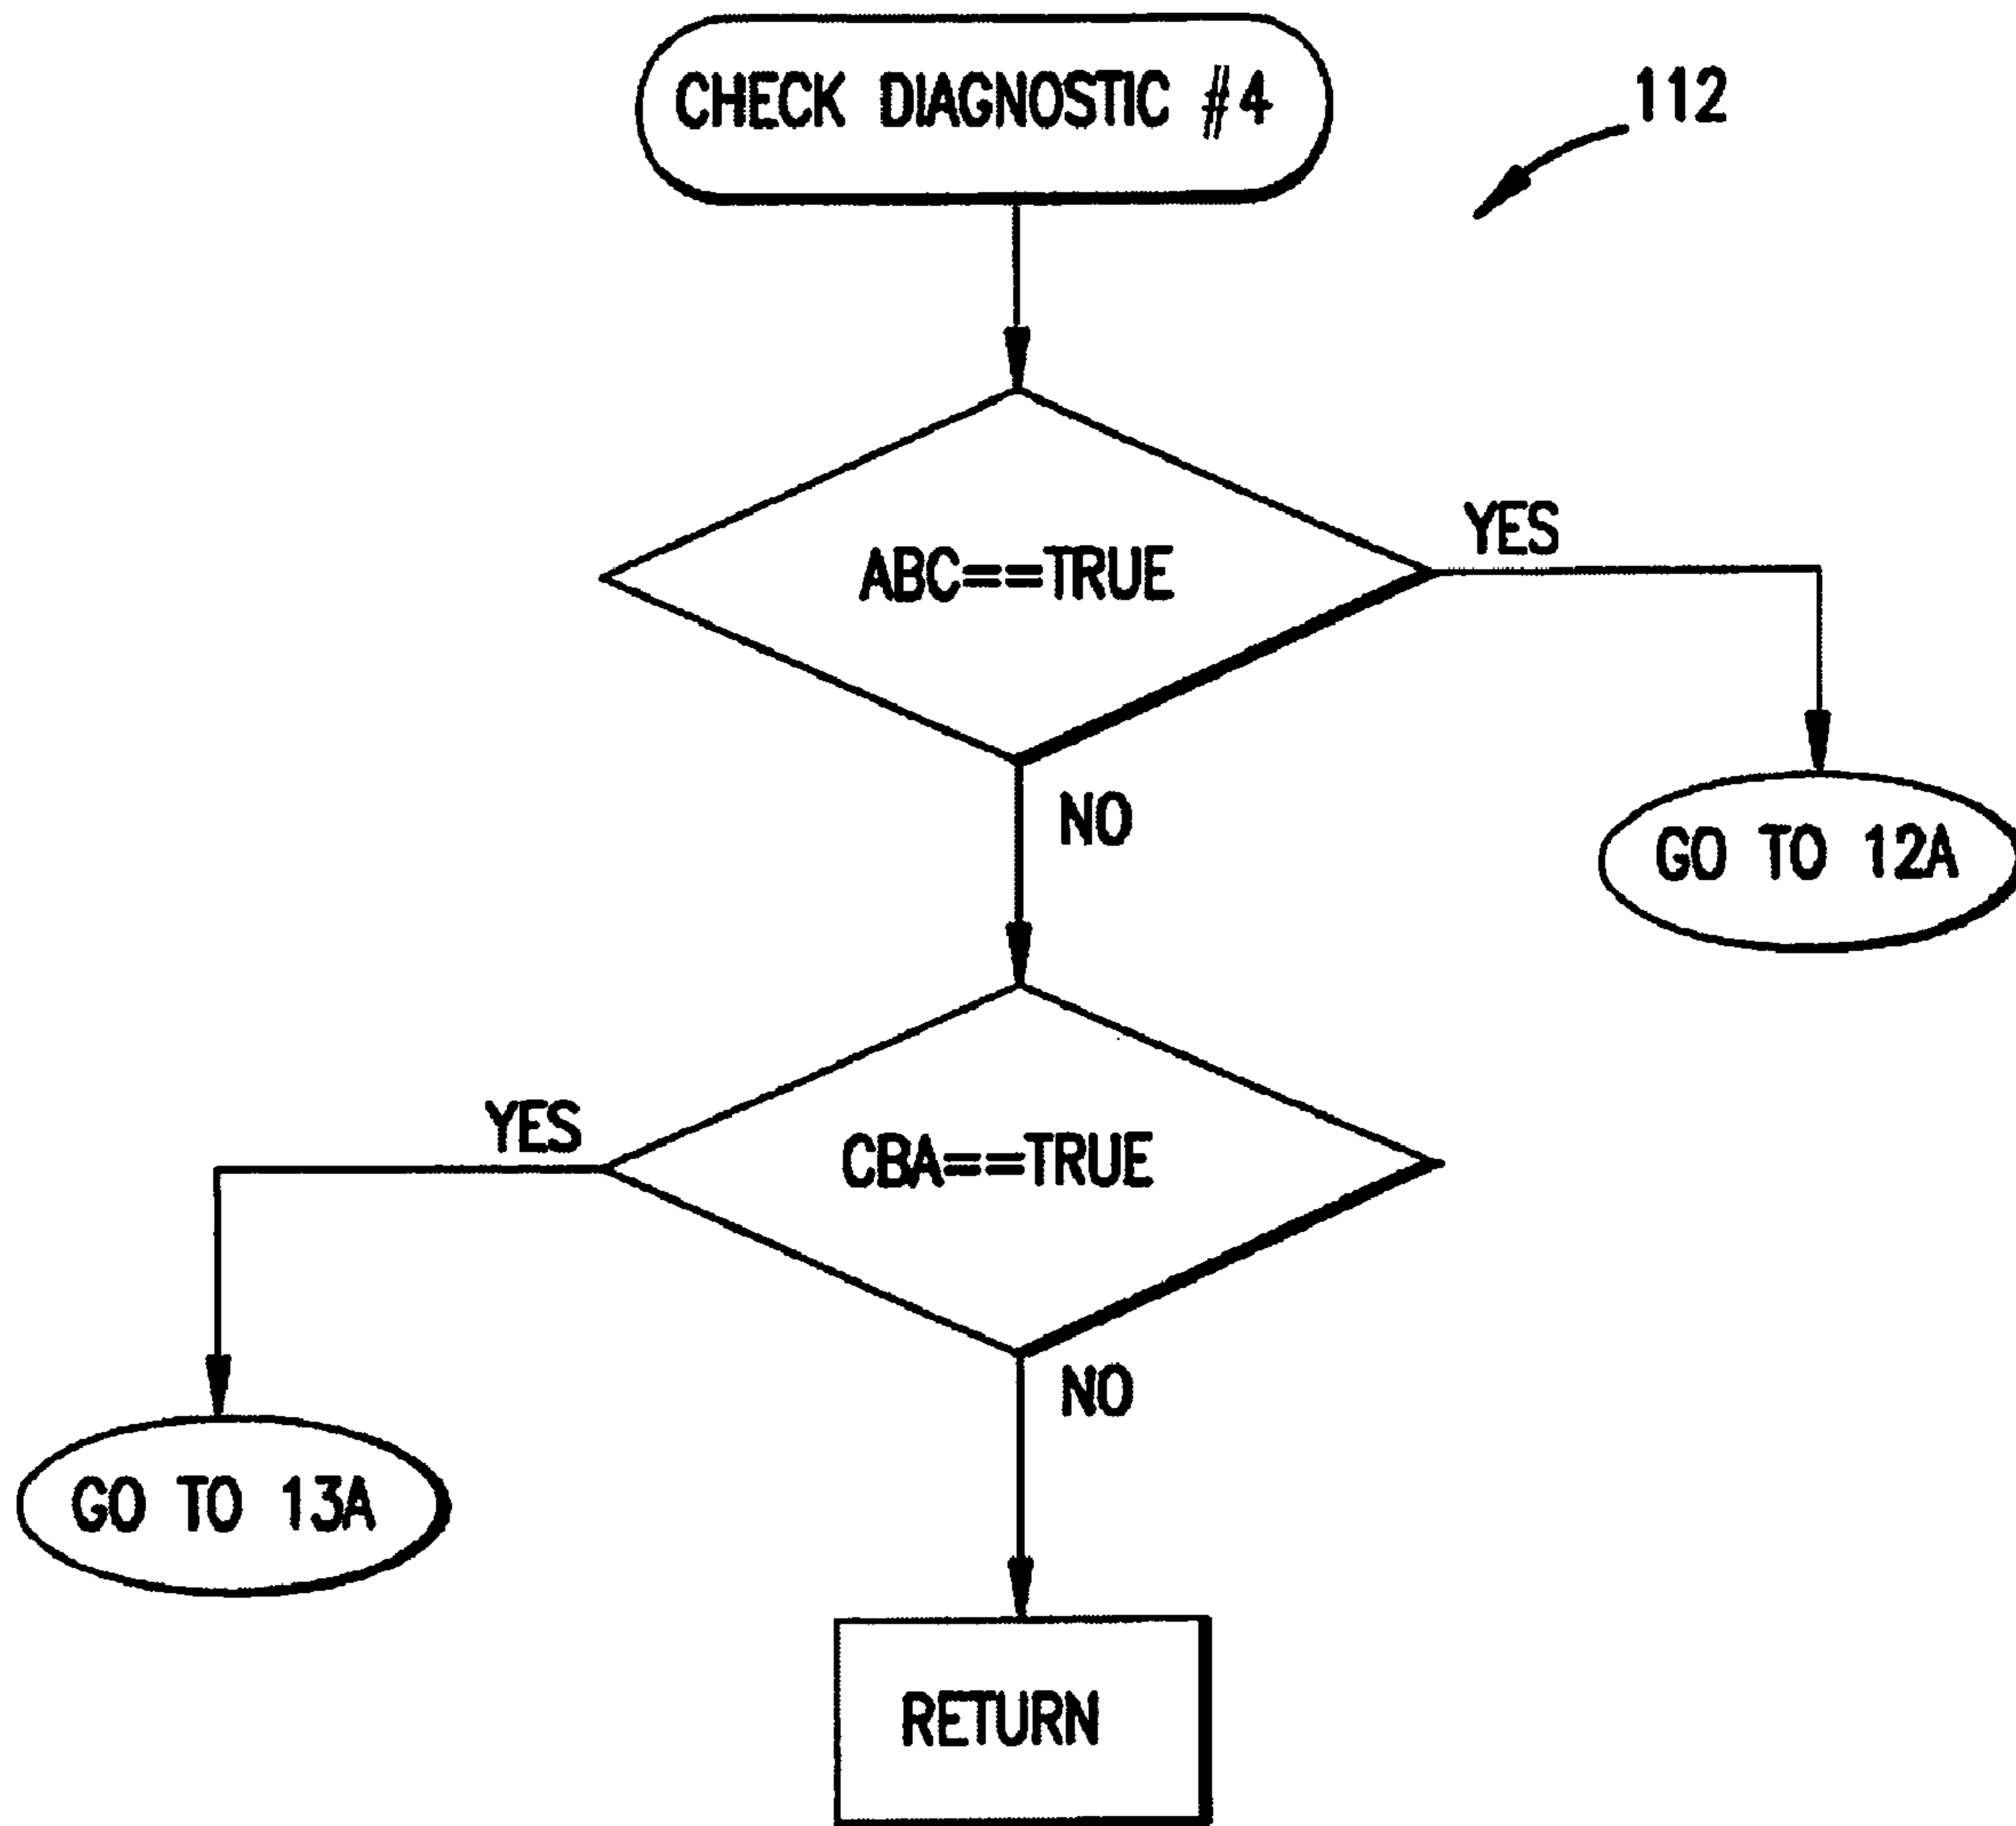 CHECK DIAGNOSTIC #4
112
ABC==TRUE
YES
NO
GO TO 12A
CBA==TRUE
YES
NO
GO TO 13A
RETURN